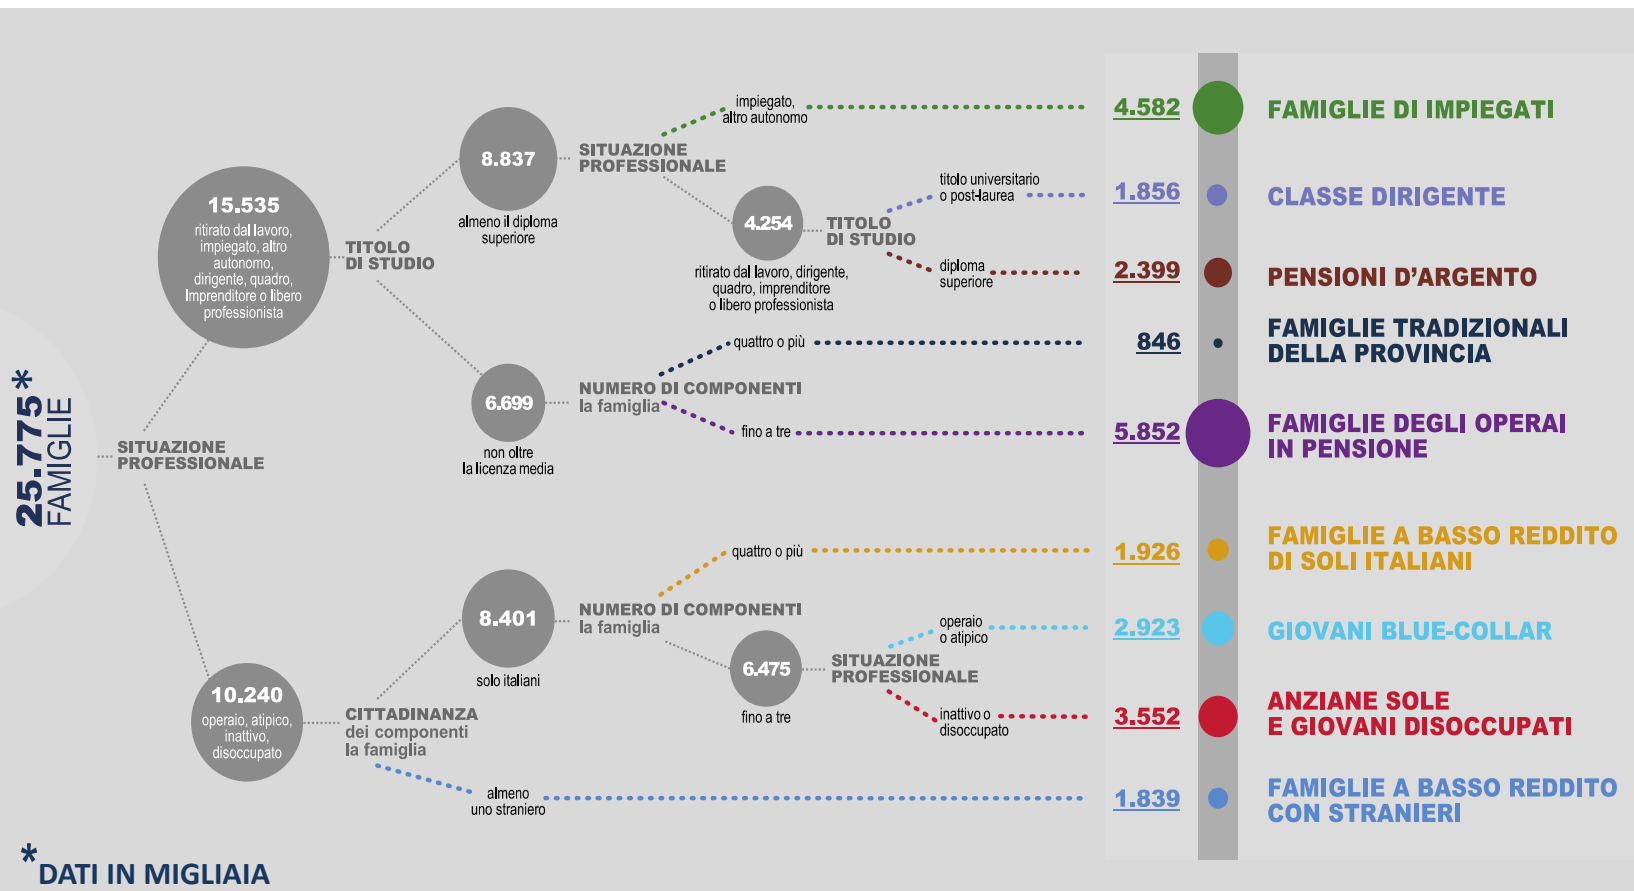 25.775*
FAMIGLIE
SITUAZIONE
PROFESSIONALE
15.535
ritirato dal lavoro,
impiegato, altro
autonomo,
dirigente, quadro,
Imprenditore o libero
professionista
TITOLO
DI STUDIO
8.837
almeno il diploma
superiore
SITUAZIONE
PROFESSIONALE
impiegato,
altro autonomo
4.582
FAMIGLIE DI IMPIEGATI
4.254
ritirato dal lavoro, dirigente,
quadro, imprenditore
o libero professionista
TITOLO
DI STUDIO
titolo universitario
o post-laurea
1.856
CLASSE DIRIGENTE
diploma
superiore
2.399
PENSIONI D’ARGENTO
6.699
non oltre
la licenza media
NUMERO DI COMPONENTI
la famiglia
quattro o più
846
FAMIGLIE TRADIZIONALI
DELLA PROVINCIA
fino a tre
5.852
FAMIGLIE DEGLI OPERAI
IN PENSIONE
10.240
operaio, atipico,
inattivo,
disoccupato
CITTADINANZA
dei componenti
la famiglia
8.401
solo italiani
NUMERO DI COMPONENTI
la famiglia
quattro o più
1.926
FAMIGLIE A BASSO REDDITO
DI SOLI ITALIANI
6.475
fino a tre
SITUAZIONE
PROFESSIONALE
operaio
o atipico
2.923
GIOVANI BLUE-COLLAR
inattivo o
disoccupato
3.552
ANZIANE SOLE
E GIOVANI DISOCCUPATI
almeno
uno straniero
1.839
FAMIGLIE A BASSO REDDITO
CON STRANIERI
*DATI IN MIGLIAIA